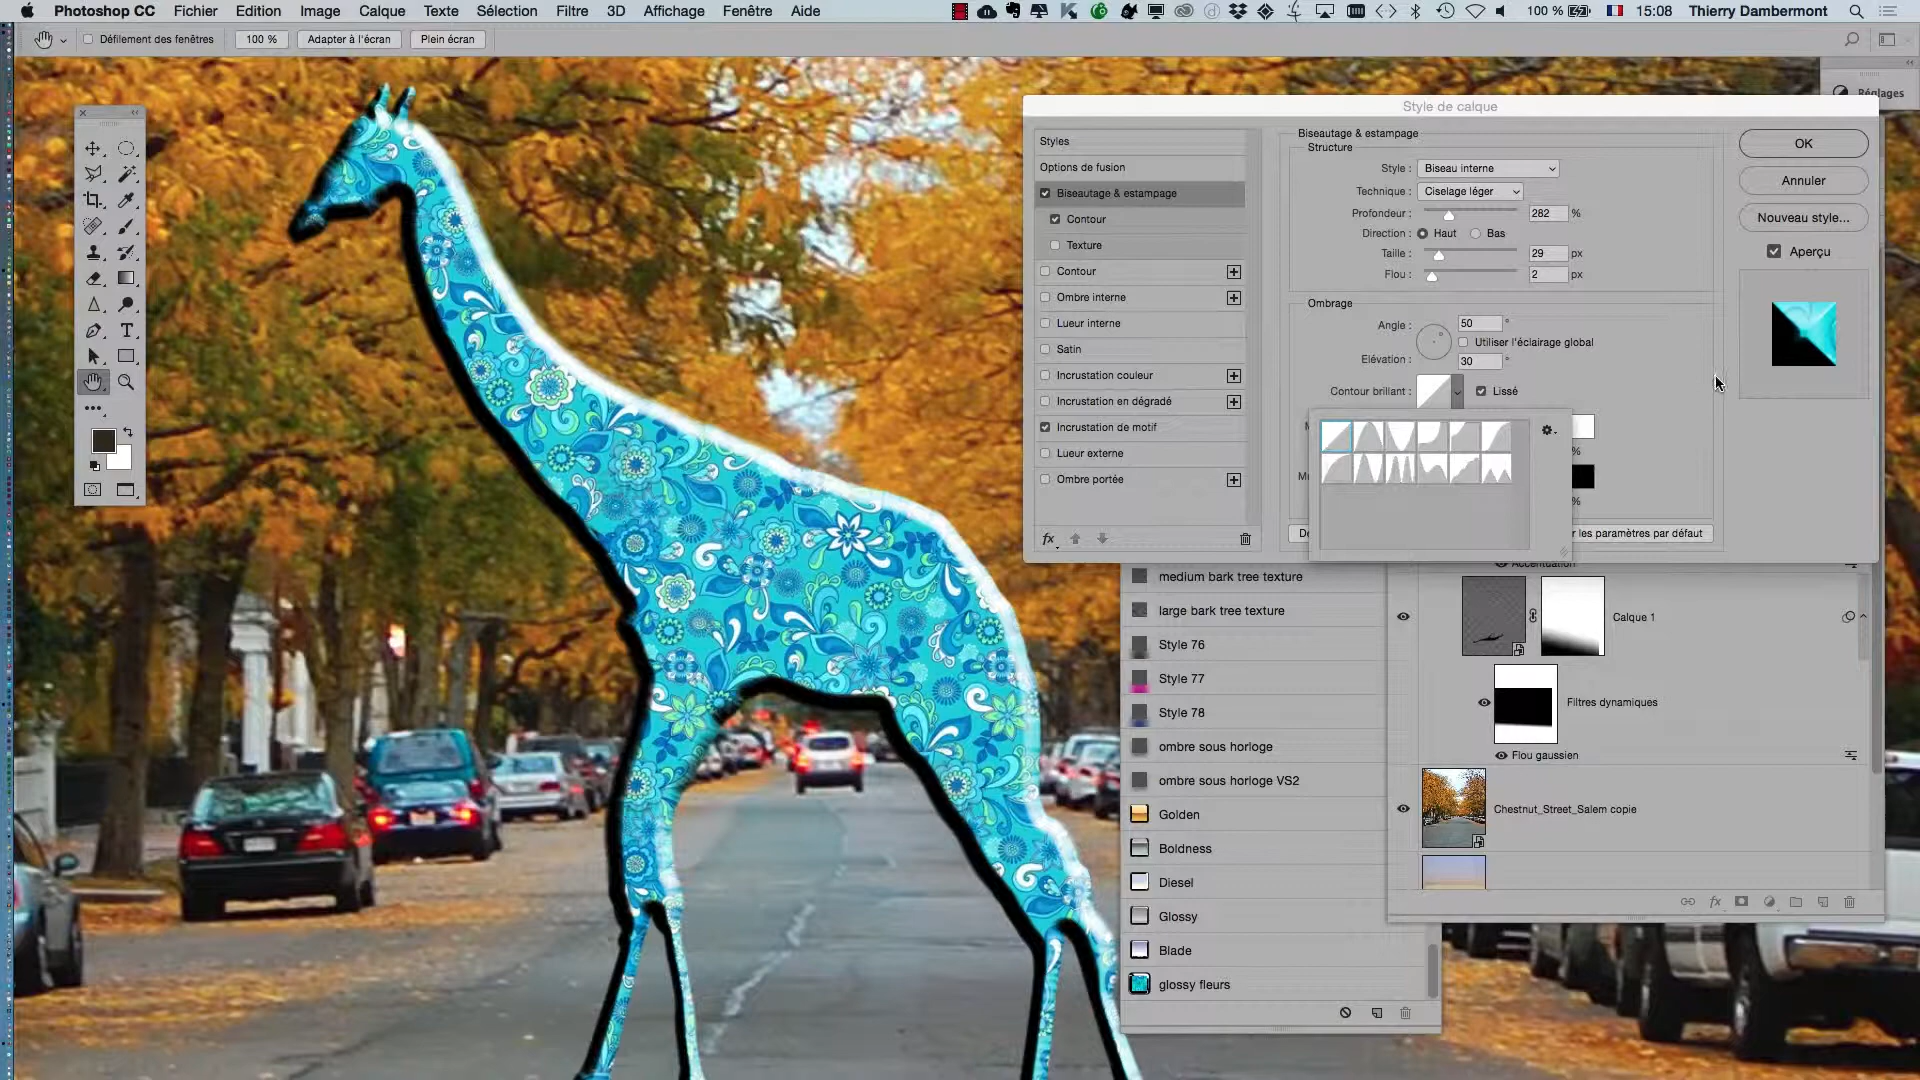 Photoshop CC Fichier Edition Image Calque Texte Sélection Filtre 3D Affichage Fenêtre Aide 100 % 15:08 Thierry Dambermont
Défilement des fenêtres 100 % Adapter à l'écran Plein écran
Réglages
Style de calque
Styles
Options de fusion
Biseautage & estampage
Contour
Texture
Contour
Ombre interne
Lueur interne
Satin
Incrustation couleur
Incrustation en dégradé
Incrustation de motif
Lueur externe
Ombre portée
fx
Biseautage & estampage
Structure
Style : Biseau interne
Technique : Ciselage léger
Profondeur : 282 %
Direction : Haut Bas
Taille : 29 px
Flou : 2 px
Ombrage
Angle : 50 °
Utiliser l'éclairage global
Elévation : 30 °
Contour brillant : Lissé
%
%
les paramètres par défaut
OK
Annuler
Nouveau style...
Aperçu
medium bark tree texture
large bark tree texture
Style 76
Style 77
Style 78
ombre sous horloge
ombre sous horloge VS2
Golden
Boldness
Diesel
Glossy
Blade
glossy fleurs
Accentuation
Calque 1
Filtres dynamiques
Flou gaussien
Chestnut_Street_Salem copie
fx